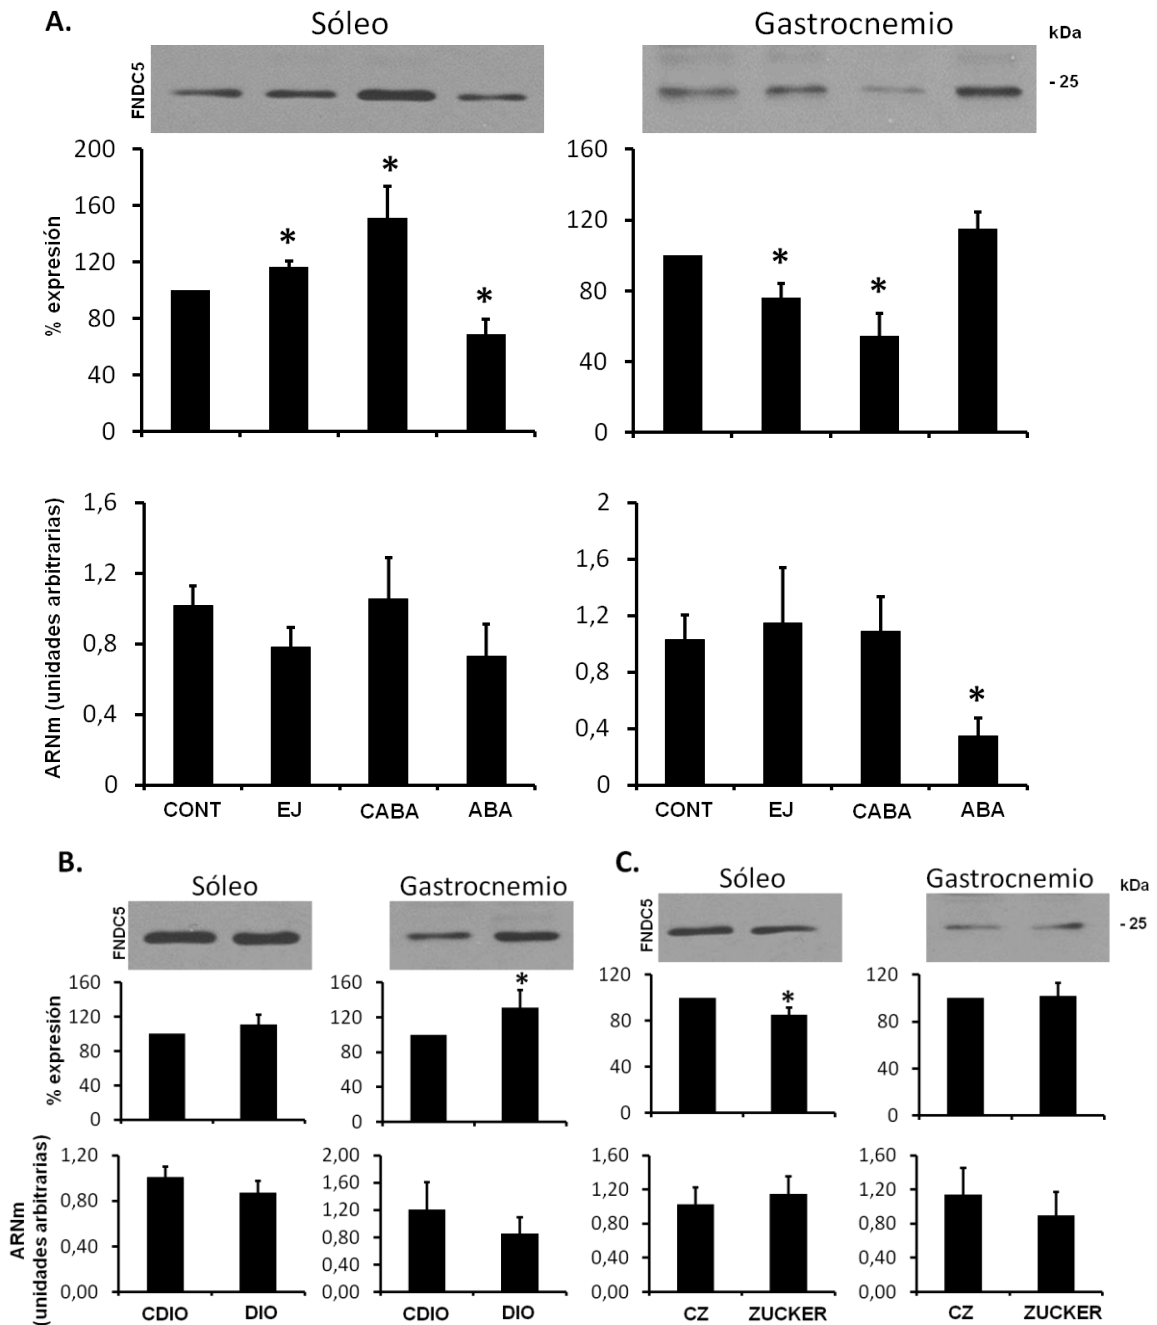 A.
Sóleo
Gastrocnemio
kDa
FNDC5
- 25
% expresión
200
160
120
80
40
0
*
*
*
160
120
80
40
0
*
*
ARNm (unidades arbitrarias)
1,6
1,2
0,8
0,4
0
CONT EJ CABA ABA
2
1,6
1,2
0,8
0,4
0
*
CONT EJ CABA ABA
B.
Sóleo
Gastrocnemio
FNDC5
% expresión
160
120
80
40
0
160
120
80
40
0
*
ARNm
(unidades arbitrarias)
1,20
0,80
0,40
0,00
CDIO DIO
2,00
1,60
1,20
0,80
0,40
0,00
CDIO DIO
C.
Sóleo
Gastrocnemio
kDa
FNDC5
- 25
120
80
40
0
*
120
80
40
0
1,60
1,20
0,80
0,40
0,00
CZ ZUCKER
1,60
1,20
0,80
0,40
0,00
CZ ZUCKER